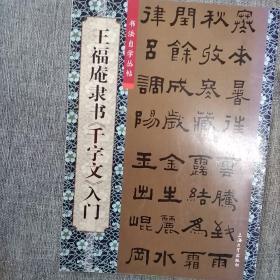 书法自学丛帖
王福庵隶书《千字文》入门
寒來暑往雲騰致雨
秋收冬藏露結為霜
閏餘成歲金生麗水
律呂調陽玉出崑岡